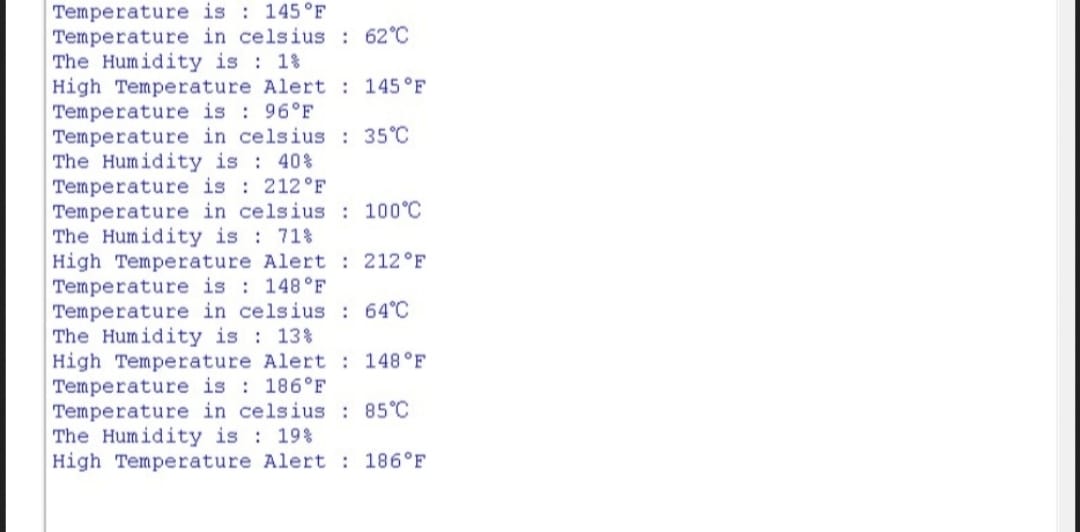 Temperature is : 145°F
Temperature in celsius : 62℃
The Humidity is : 1%
High Temperature Alert : 145°F
Temperature is : 96°F
Temperature in celsius : 35℃
The Humidity is : 40%
Temperature is : 212°F
Temperature in celsius : 100℃
The Humidity is : 71%
High Temperature Alert : 212°F
Temperature is : 148°F
Temperature in celsius : 64℃
The Humidity is : 13%
High Temperature Alert : 148°F
Temperature is : 186°F
Temperature in celsius : 85℃
The Humidity is : 19%
High Temperature Alert : 186°F